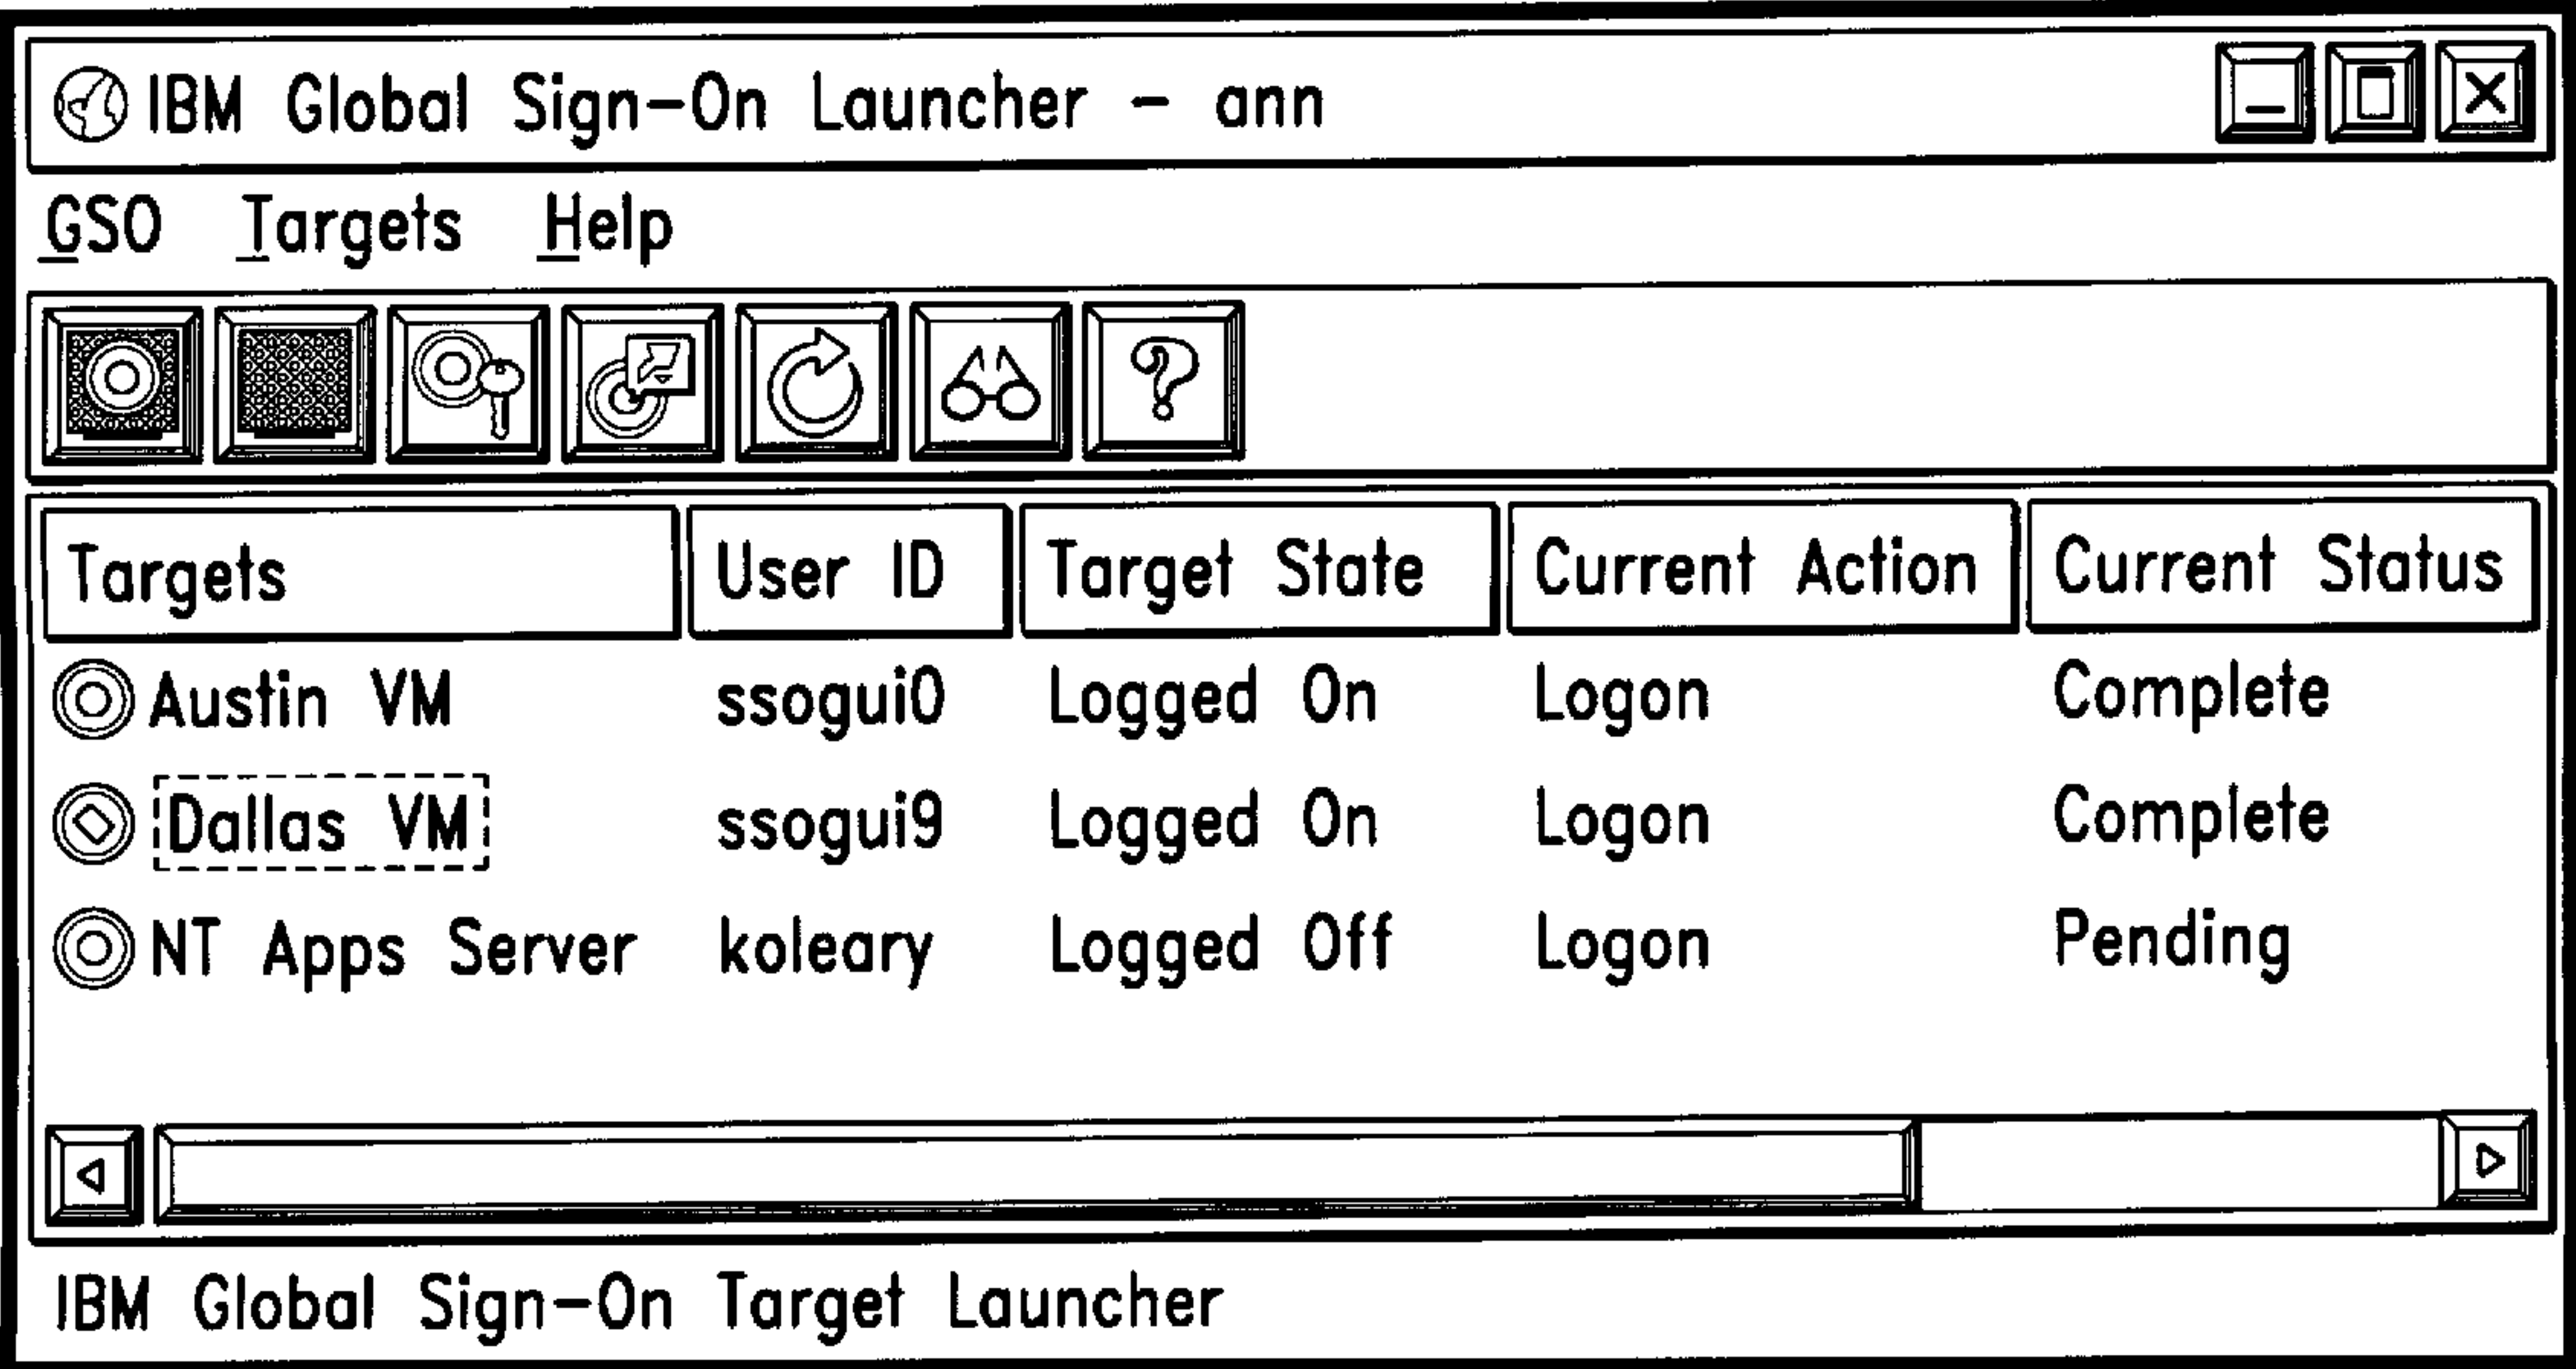 IBM Global Sign-On Launcher - ann
GSO Targets Help
?
Targets User ID Target State Current Action Current Status
Austin VM ssogui0 Logged On Logon Complete
Dallas VM ssogui9 Logged On Logon Complete
NT Apps Server koleary Logged Off Logon Pending
IBM Global Sign-On Target Launcher